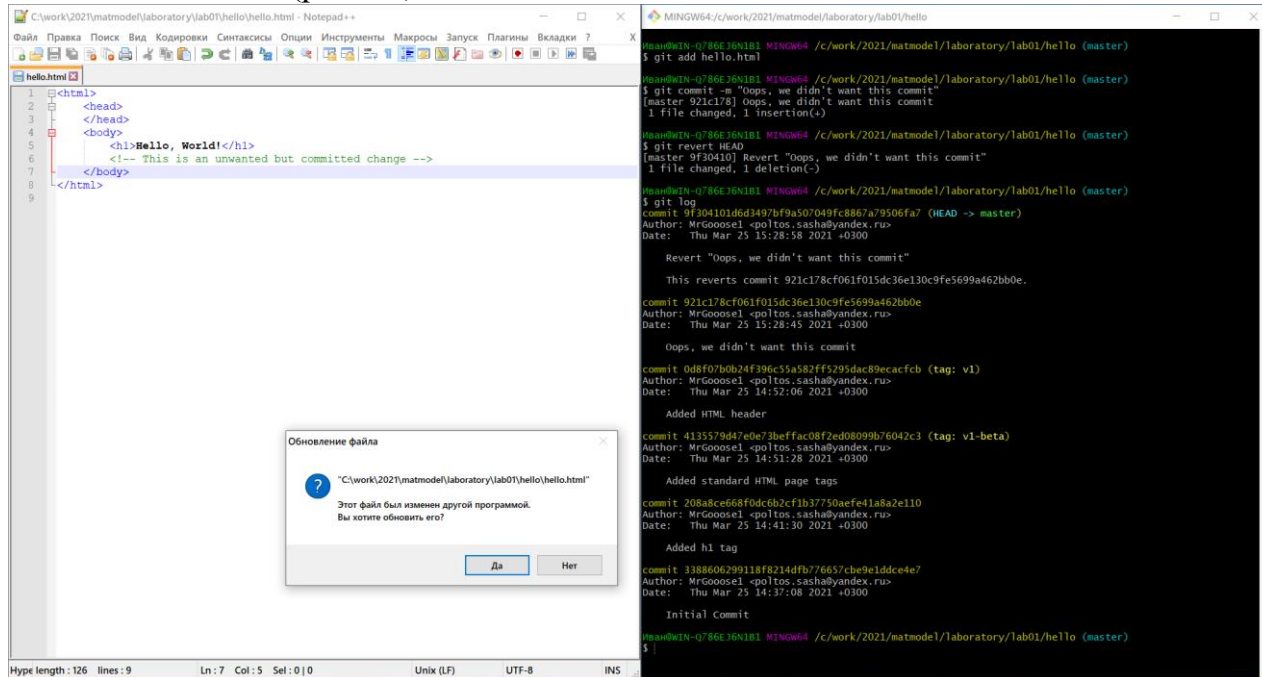 C:\work\2021\matmodel\laboratory\lab01\hello\hello.html - Notepad++
Файл Правка Поиск Вид Кодировки Синтаксисы Опции Инструменты Макросы Запуск Плагины Вкладки ? X
hello.html
1 <html>
2 <head>
3 </head>
4 <body>
5 <h1>Hello, World!</h1>
6 <!-- This is an unwanted but committed change -->
7 </body>
8 </html>
9
Обновление файла
"C:\work\2021\matmodel\laboratory\lab01\hello\hello.html"
Этот файл был изменен другой программой.
Вы хотите обновить его?
Да Нет
Hype length : 126 lines : 9 Ln : 7 Col : 5 Sel : 0 | 0 Unix (LF) UTF-8 INS
MINGW64:/c/work/2021/matmodel/laboratory/lab01/hello
Иван@WIN-Q786EJ6N1B1 MINGW64 /c/work/2021/matmodel/laboratory/lab01/hello (master)
$ git add hello.html
Иван@WIN-Q786EJ6N1B1 MINGW64 /c/work/2021/matmodel/laboratory/lab01/hello (master)
$ git commit -m "Oops, we didn't want this commit"
[master 921c178] Oops, we didn't want this commit
1 file changed, 1 insertion(+)
Иван@WIN-Q786EJ6N1B1 MINGW64 /c/work/2021/matmodel/laboratory/lab01/hello (master)
$ git revert HEAD
[master 9f30410] Revert "Oops, we didn't want this commit"
1 file changed, 1 deletion(-)
Иван@WIN-Q786EJ6N1B1 MINGW64 /c/work/2021/matmodel/laboratory/lab01/hello (master)
$ git log
commit 9f304101d6d3497bf9a507049fc8867a79506fa7 (HEAD -> master)
Author: MrGooosel <poltos.sasha@yandex.ru>
Date: Thu Mar 25 15:28:58 2021 +0300
Revert "Oops, we didn't want this commit"
This reverts commit 921c178cf061f015dc36e130c9fe5699a462bb0e.
commit 921c178cf061f015dc36e130c9fe5699a462bb0e
Author: MrGooosel <poltos.sasha@yandex.ru>
Date: Thu Mar 25 15:28:45 2021 +0300
Oops, we didn't want this commit
commit 0d8f07b0b24f396c55a582ff5295dac89ecacfcb (tag: v1)
Author: MrGooosel <poltos.sasha@yandex.ru>
Date: Thu Mar 25 14:52:06 2021 +0300
Added HTML header
commit 4135579d47e0e73beffac08f2ed08099b76042c3 (tag: v1-beta)
Author: MrGooosel <poltos.sasha@yandex.ru>
Date: Thu Mar 25 14:51:28 2021 +0300
Added standard HTML page tags
commit 208a8ce668f0dc6b2cf1b37750aefe41a8a2e110
Author: MrGooosel <poltos.sasha@yandex.ru>
Date: Thu Mar 25 14:41:30 2021 +0300
Added h1 tag
commit 3388606299118f8214dfb776657cbe9e1ddce4e7
Author: MrGooosel <poltos.sasha@yandex.ru>
Date: Thu Mar 25 14:37:08 2021 +0300
Initial Commit
Иван@WIN-Q786EJ6N1B1 MINGW64 /c/work/2021/matmodel/laboratory/lab01/hello (master)
$